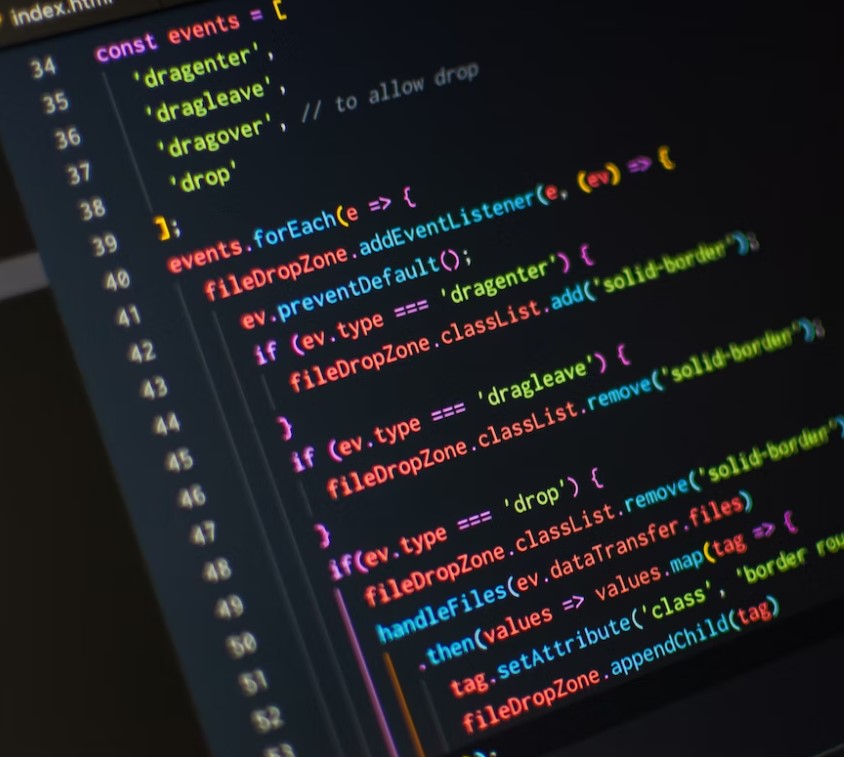 index.html
34 const events = [
35 'dragenter',
36 'dragleave',
37 'dragover', // to allow drop
38 'drop'
39 ];
40 events.forEach(e => {
41 fileDropZone.addEventListener(e, (ev) => {
42 ev.preventDefault();
43 if (ev.type === 'dragenter') {
44 fileDropZone.classList.add('solid-border');
45 }
46 if (ev.type === 'dragleave') {
47 fileDropZone.classList.remove('solid-border');
48 }
49 if(ev.type === 'drop') {
50 fileDropZone.classList.remove('solid-border')
51 handleFiles(ev.dataTransfer.files)
52 .then(values => values.map(tag => {
53 tag.setAttribute('class', 'border rou
fileDropZone.appendChild(tag)